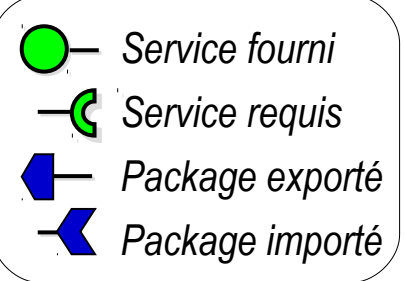 Service fourni
Service requis
Package exporté
Package importé